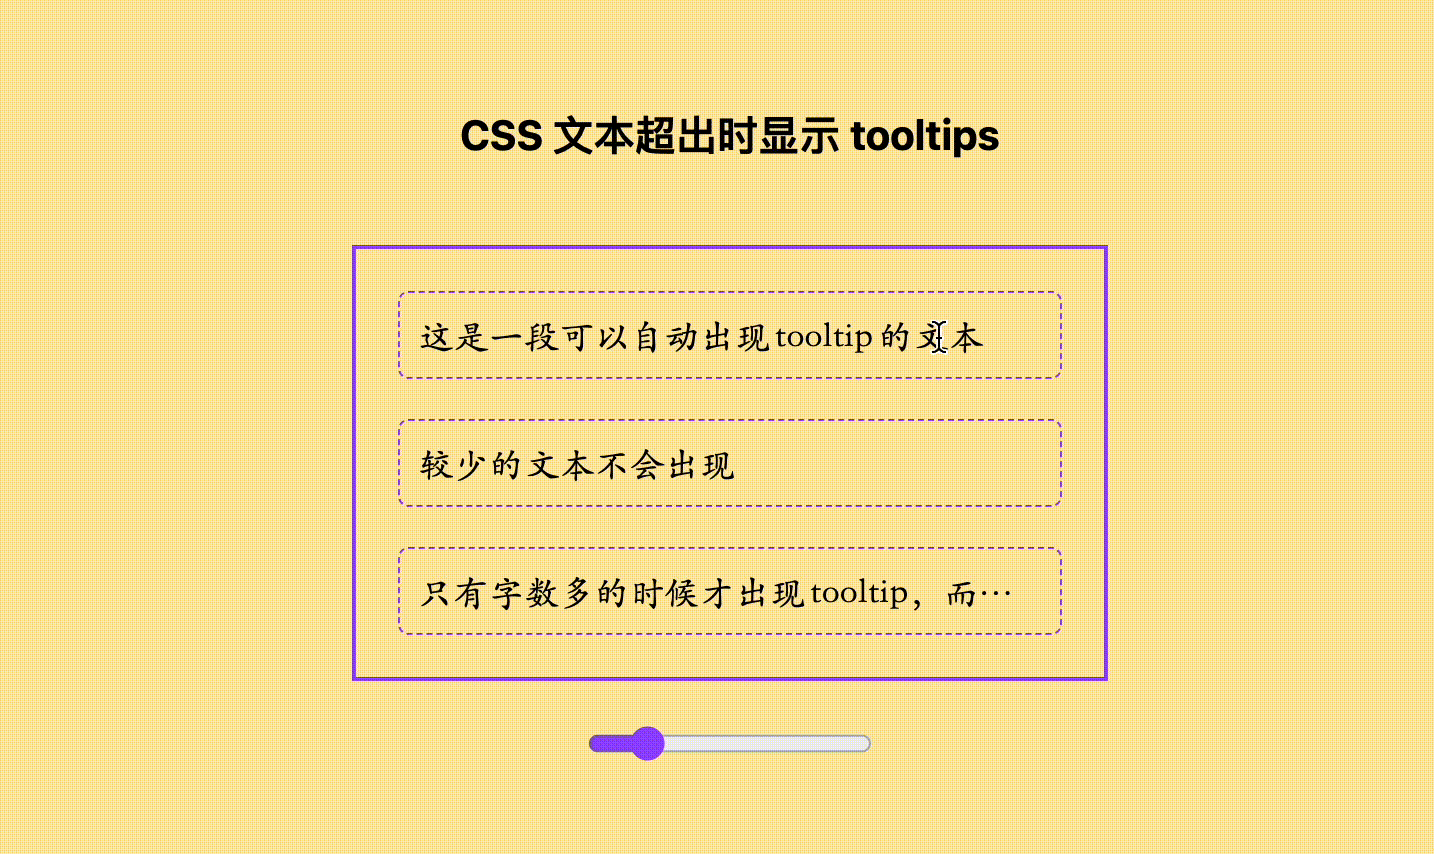 CSS 文本超出时显示 tooltips
这是一段可以自动出现tooltip的文本
较少的文本不会出现
只有字数多的时候才出现tooltip，而…